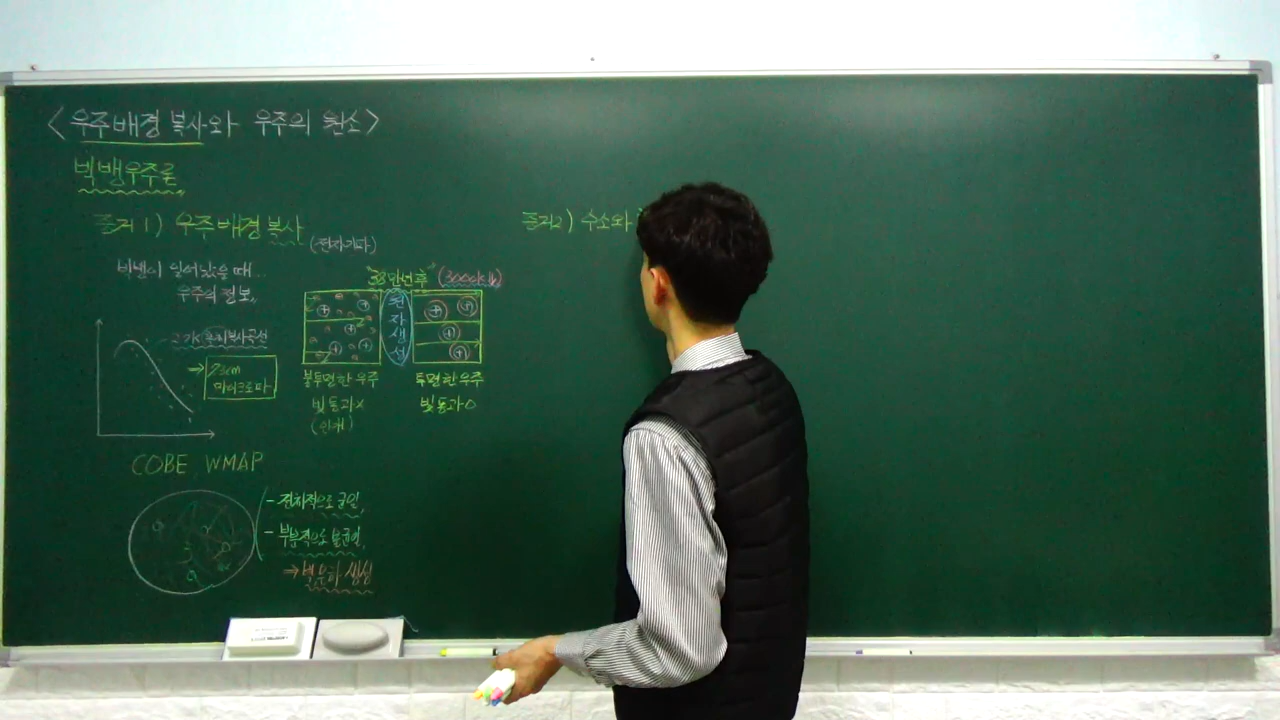 <우주배경 복사와 우주의 원소>
빅뱅우주론
증거1) 우주배경 복사
(전자기파)
빅뱅이 일어났을 때..
우주의 정보,,
2.7K 흑체복사곡선
→ 7.3cm
마이크로파
38만년후 (3000K)
원자생성
불투명한 우주
빛 통과 X
(안개)
투명한 우주
빛 통과 O
COBE WMAP
- 전체적으로 균일,
- 부분적으로 불균일,
→ 별, 은하 생성
증거2) 수소와